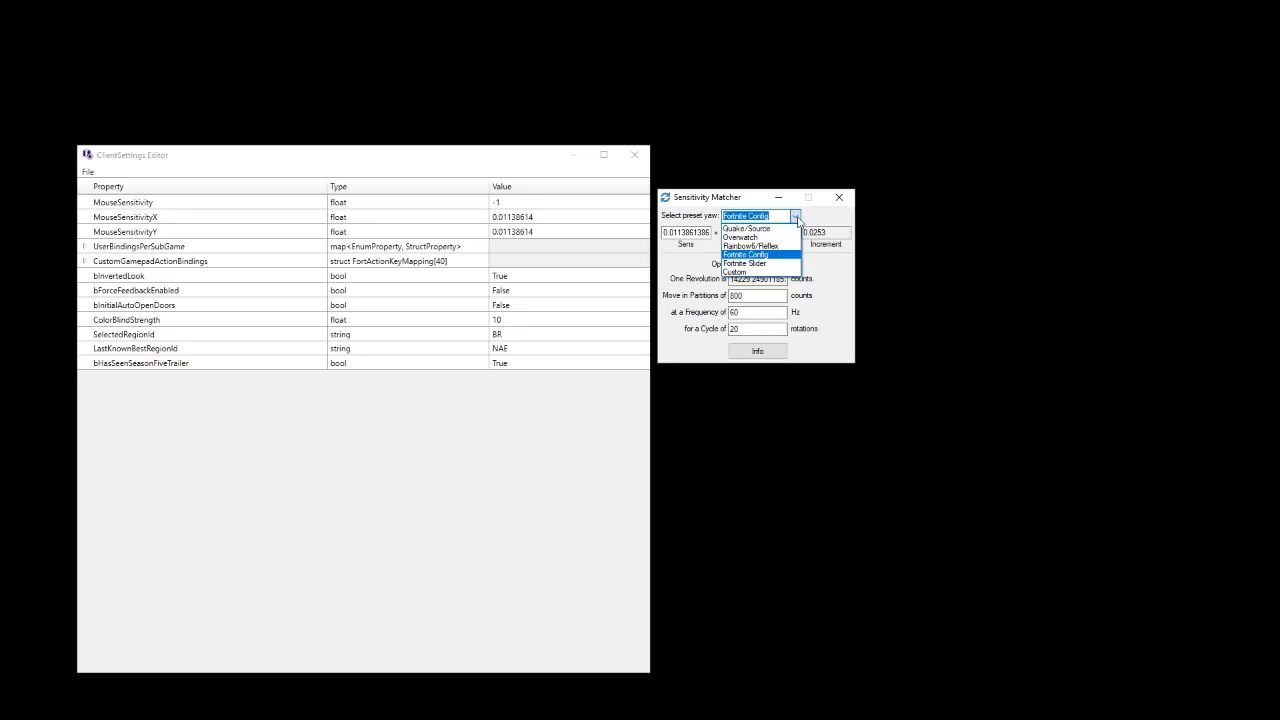 ClientSettings Editor
File
Property Type Value
MouseSensitivity float -1
MouseSensitivityX float 0.01138614
MouseSensitivityY float 0.01138614
UserBindingsPerSubGame map<EnumProperty, StructProperty>
CustomGamepadActionBindings struct FortActionKeyMapping[40]
bInvertedLook bool True
bForceFeedbackEnabled bool False
bInitialAutoOpenDoors bool False
ColorBlindStrength float 10
SelectedRegionId string BR
LastKnownBestRegionId string NAE
bHasSeenSeasonFiveTrailer bool True
Sensitivity Matcher
Select preset yaw: Fortnite Config
Quake/Source
Overwatch
Rainbow6/Reflex
Fortnite Config
Fortnite Slider
Custom
0.0113861386 × 0.0253
Sens Increment
Op
One Revolution is counts.
Move in Partitions of 800 counts
at a Frequency of 60 Hz
for a Cycle of 20 rotations.
Info